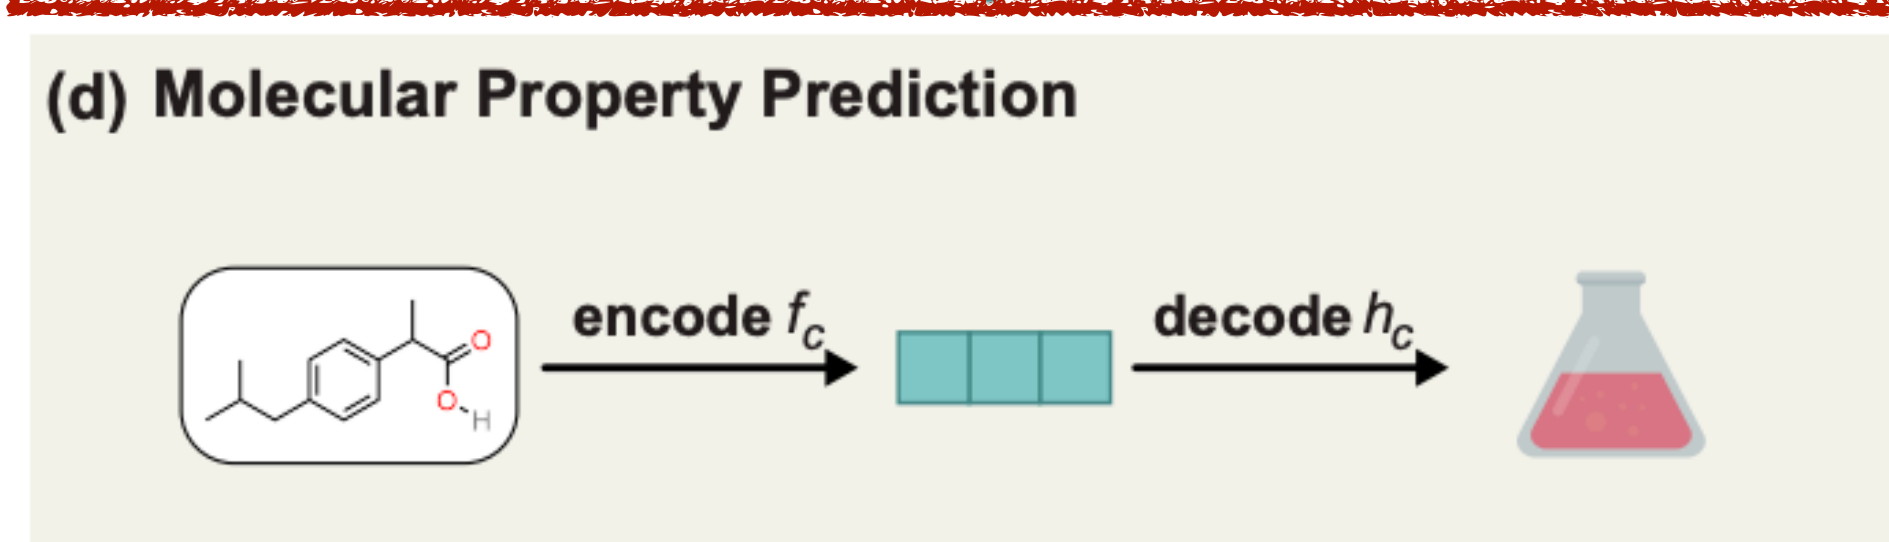 (d) Molecular Property Prediction
encode f_c
decode h_c
O
O
H